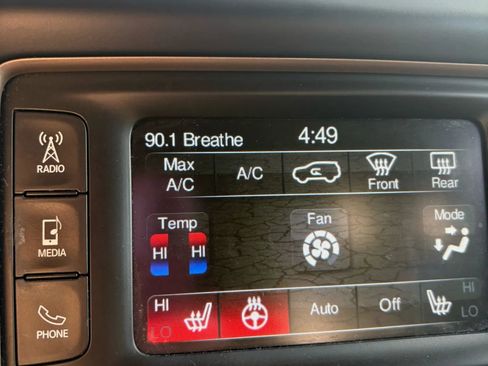 90.1 Breathe 4:49
RADIO
Max
A/C
A/C
Front
Rear
MEDIA
Temp
HI HI
Fan
Mode
PHONE
HI
LO
Auto
Off
HI
LO